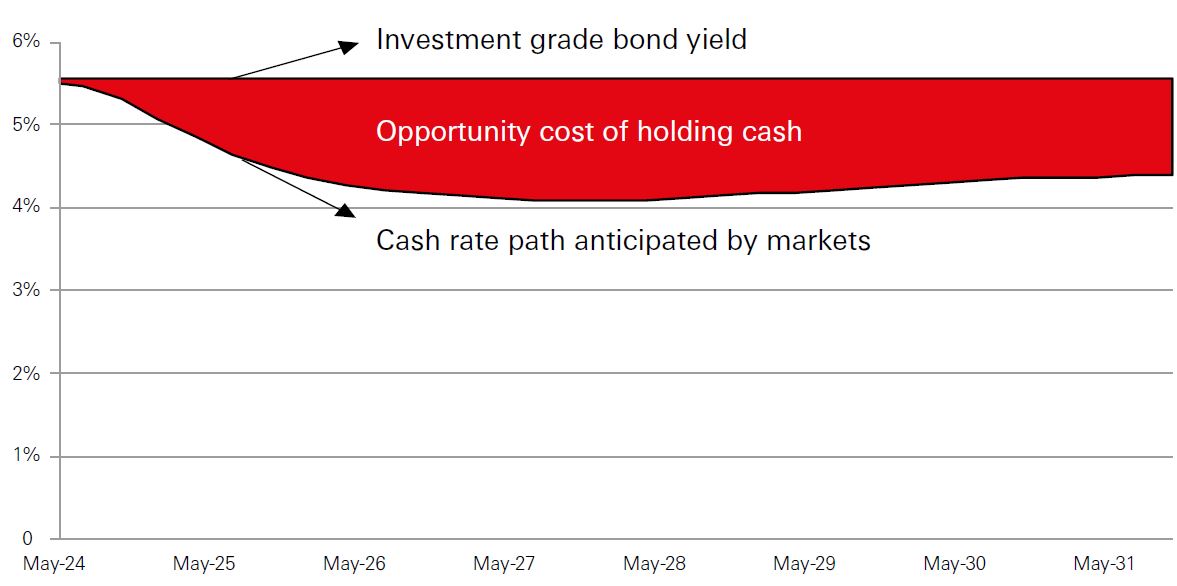 6%
Investment grade bond yield
5%
Opportunity cost of holding cash
4%
Cash rate path anticipated by markets
3%
2%
1%
0
May-24 May-25 May-26 May-27 May-28 May-29 May-30 May-31